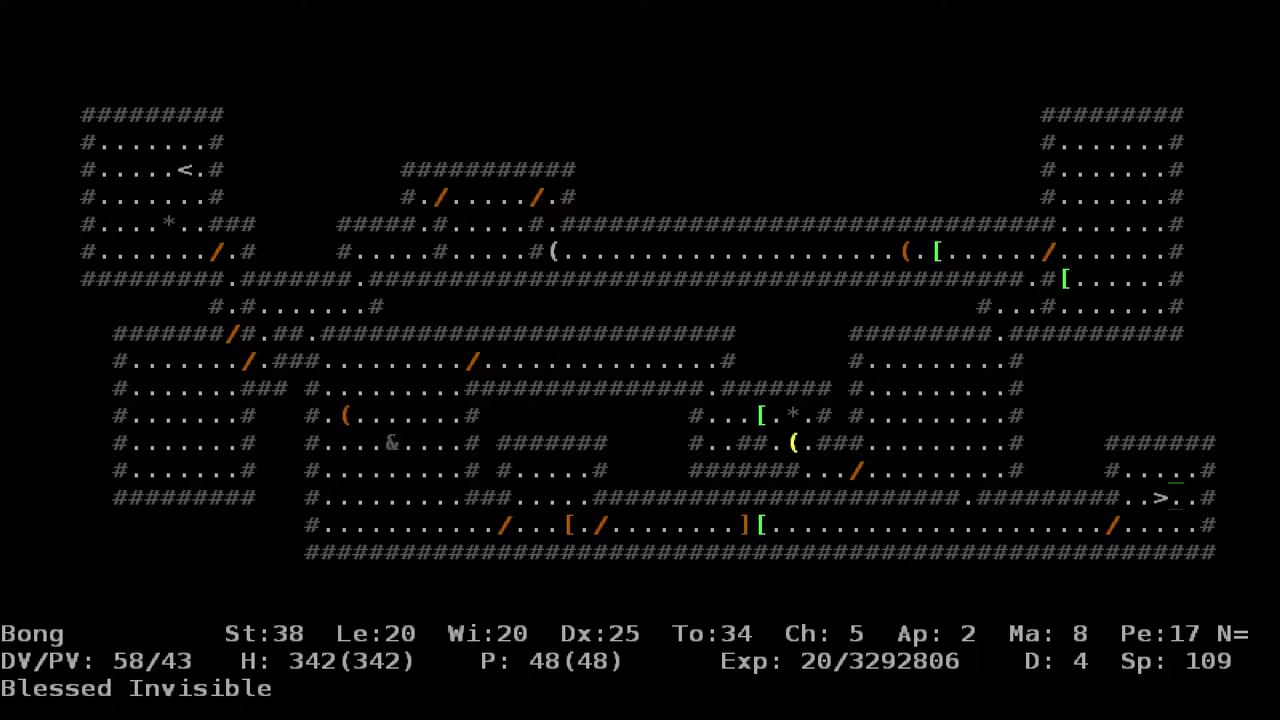 Bong St:38 Le:20 Wi:20 Dx:25 To:34 Ch: 5 Ap: 2 Ma: 8 Pe:17 N=
DV/PV: 58/43 H: 342(342) P: 48(48) Exp: 20/3292806 D: 4 Sp: 109
Blessed Invisible